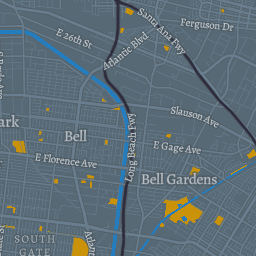 Santa Ana Fwy
Ferguson Dr
E 26th St
Atlantic Blvd
Slauson Ave
Bell
E Gage Ave
E Florence Ave
Long Beach Fwy
Bell Gardens
SOUTH
GATE
Atlantic